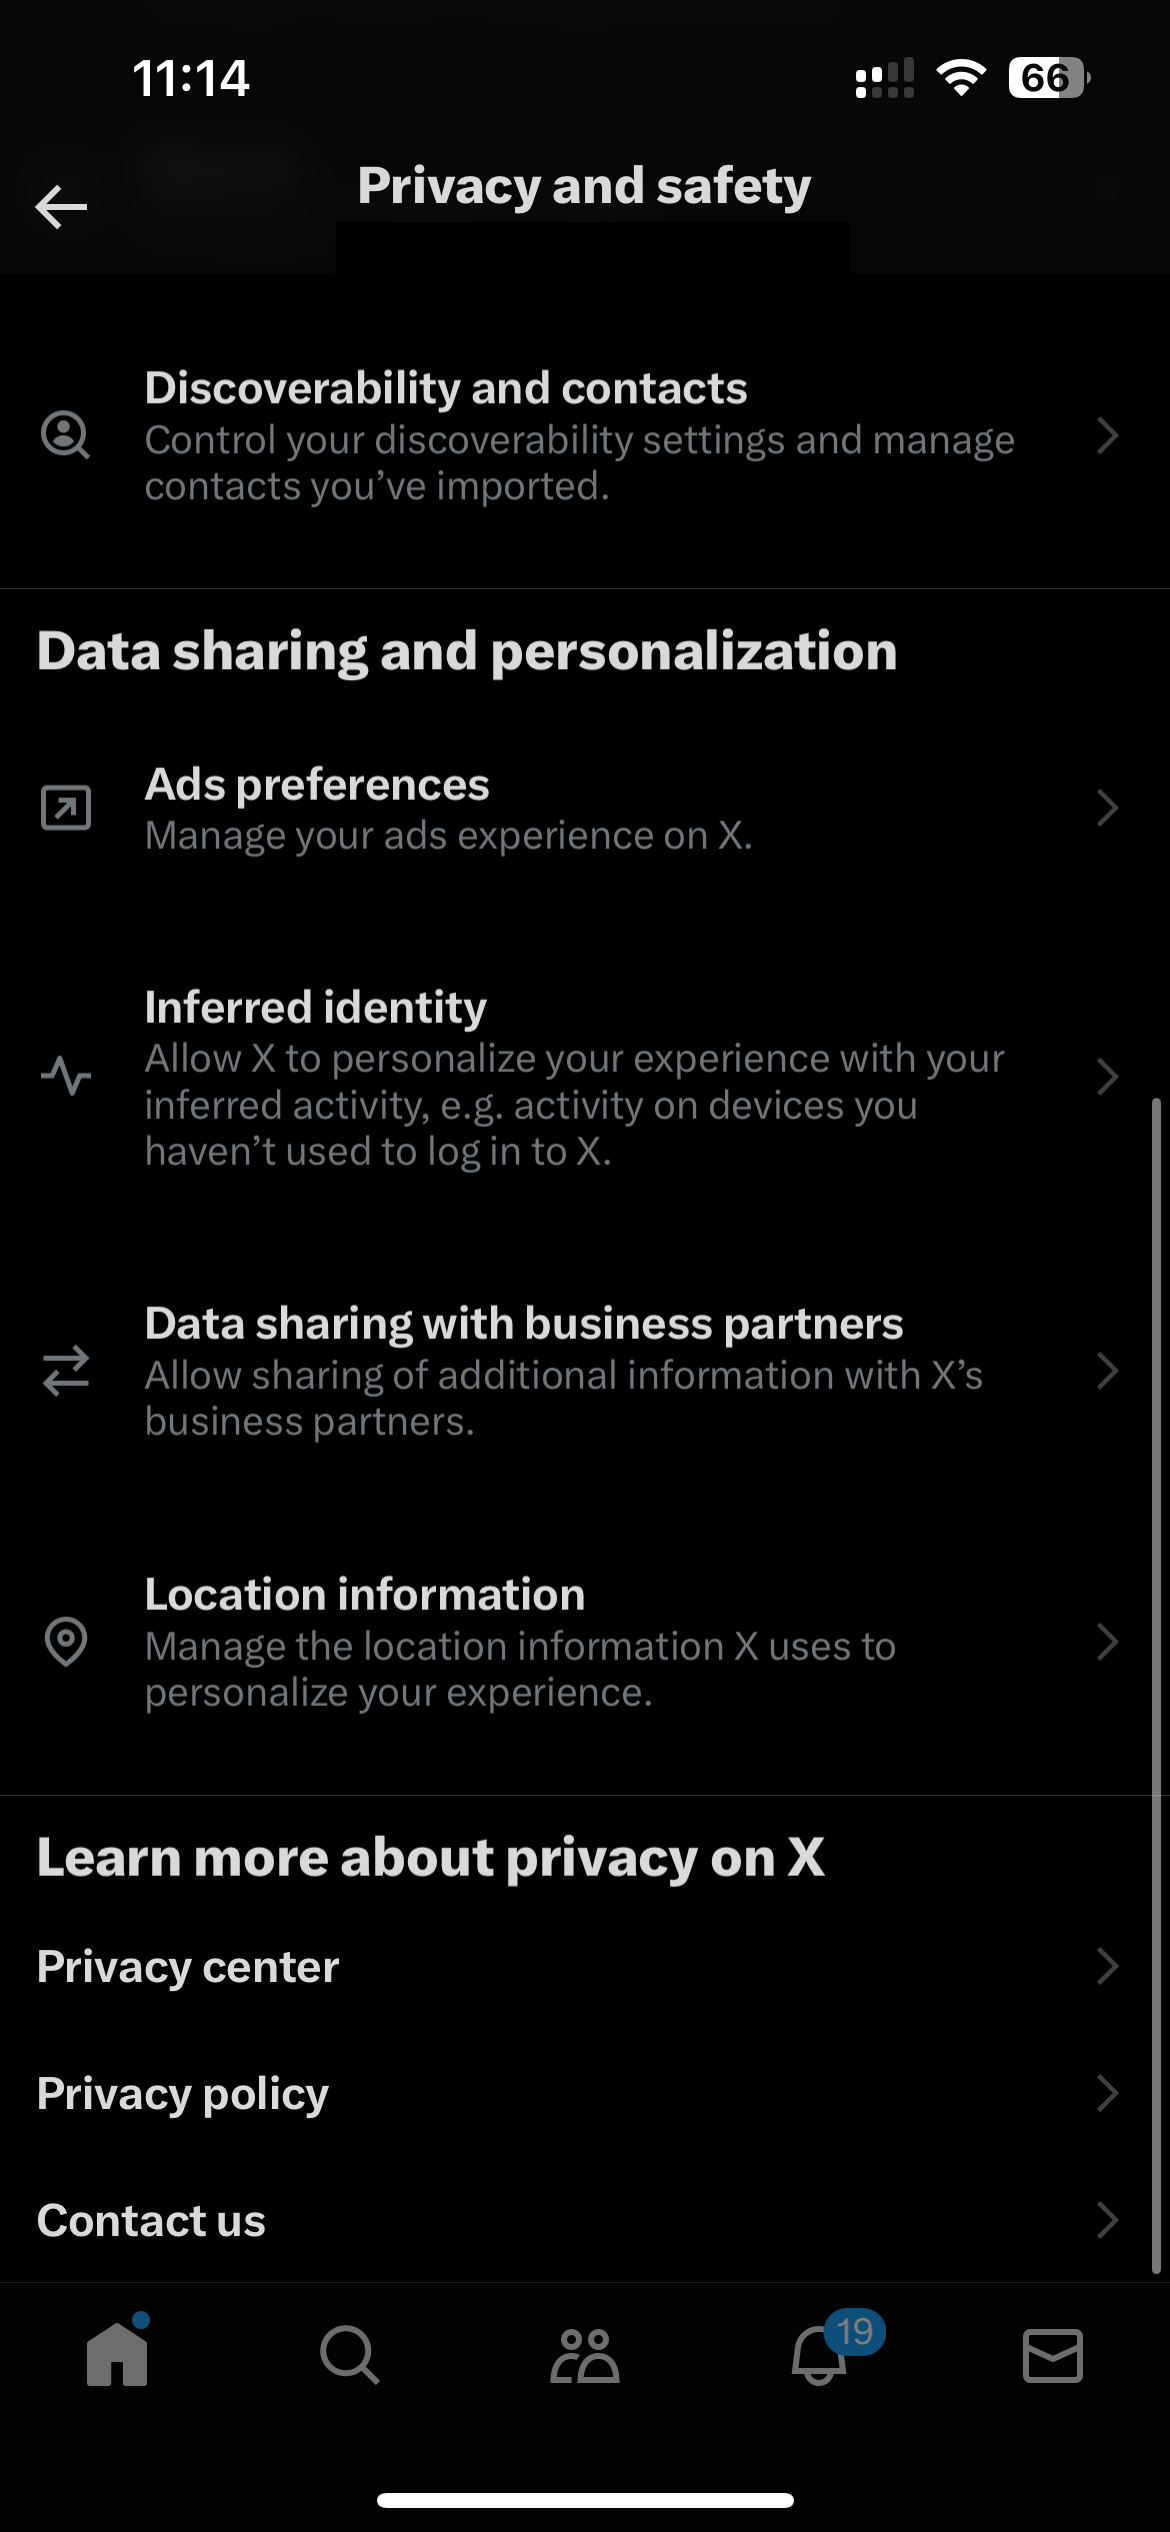 11:14
66
Privacy and safety
Discoverability and contacts
Control your discoverability settings and manage
contacts you’ve imported.
Data sharing and personalization
Ads preferences
Manage your ads experience on X.
Inferred identity
Allow X to personalize your experience with your
inferred activity, e.g. activity on devices you
haven’t used to log in to X.
Data sharing with business partners
Allow sharing of additional information with X’s
business partners.
Location information
Manage the location information X uses to
personalize your experience.
Learn more about privacy on X
Privacy center
Privacy policy
Contact us
19